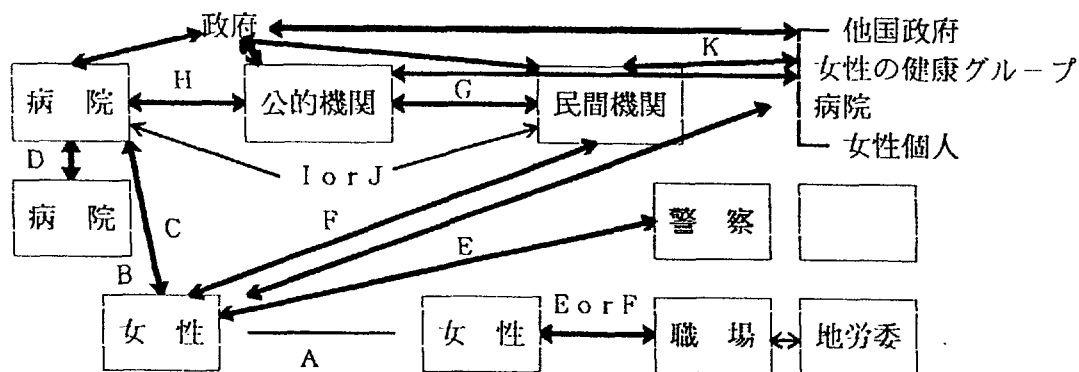 政府
K
他国政府
女性の健康グループ
病院
女性個人
病院
H
公的機関
G
民間機関
D
I or J
病院
C
F
警察
B
E
女性
A
女性
E or F
職場
地労委